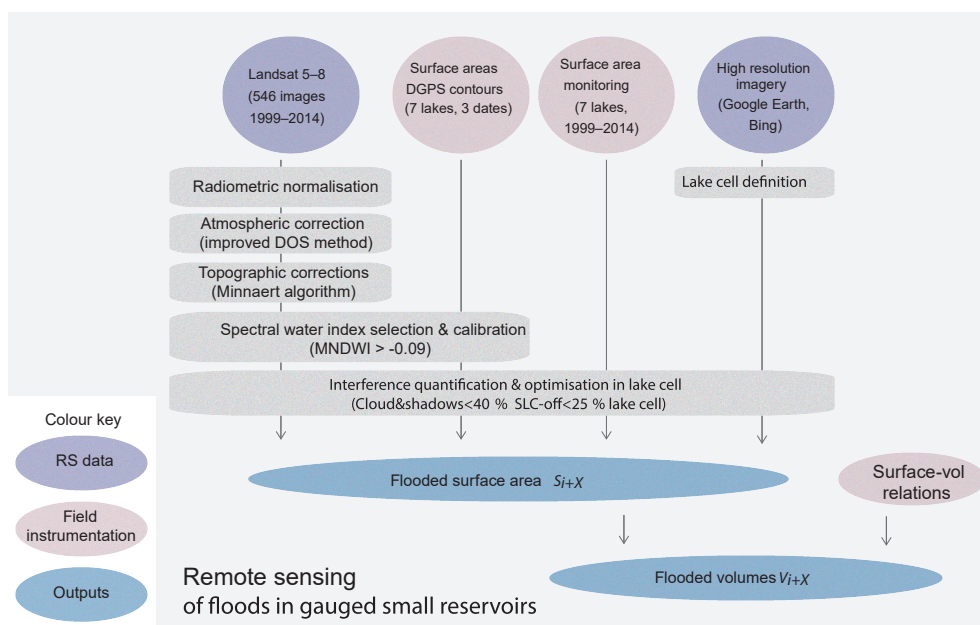 Landsat 5–8
(546 images
1999–2014)
Surface areas
DGPS contours
(7 lakes, 3 dates)
Surface area
monitoring
(7 lakes,
1999–2014)
High resolution
imagery
(Google Earth,
Bing)
Radiometric normalisation
Lake cell definition
Atmospheric correction
(improved DOS method)
Topographic corrections
(Minnaert algorithm)
Spectral water index selection & calibration
(MNDWI > -0.09)
Interference quantification & optimisation in lake cell
(Cloud&shadows<40 % SLC-off<25 % lake cell)
Colour key
RS data
Field
instrumentation
Outputs
Flooded surface area Si+X
Surface-vol
relations
Flooded volumes Vi+X
Remote sensing
of floods in gauged small reservoirs